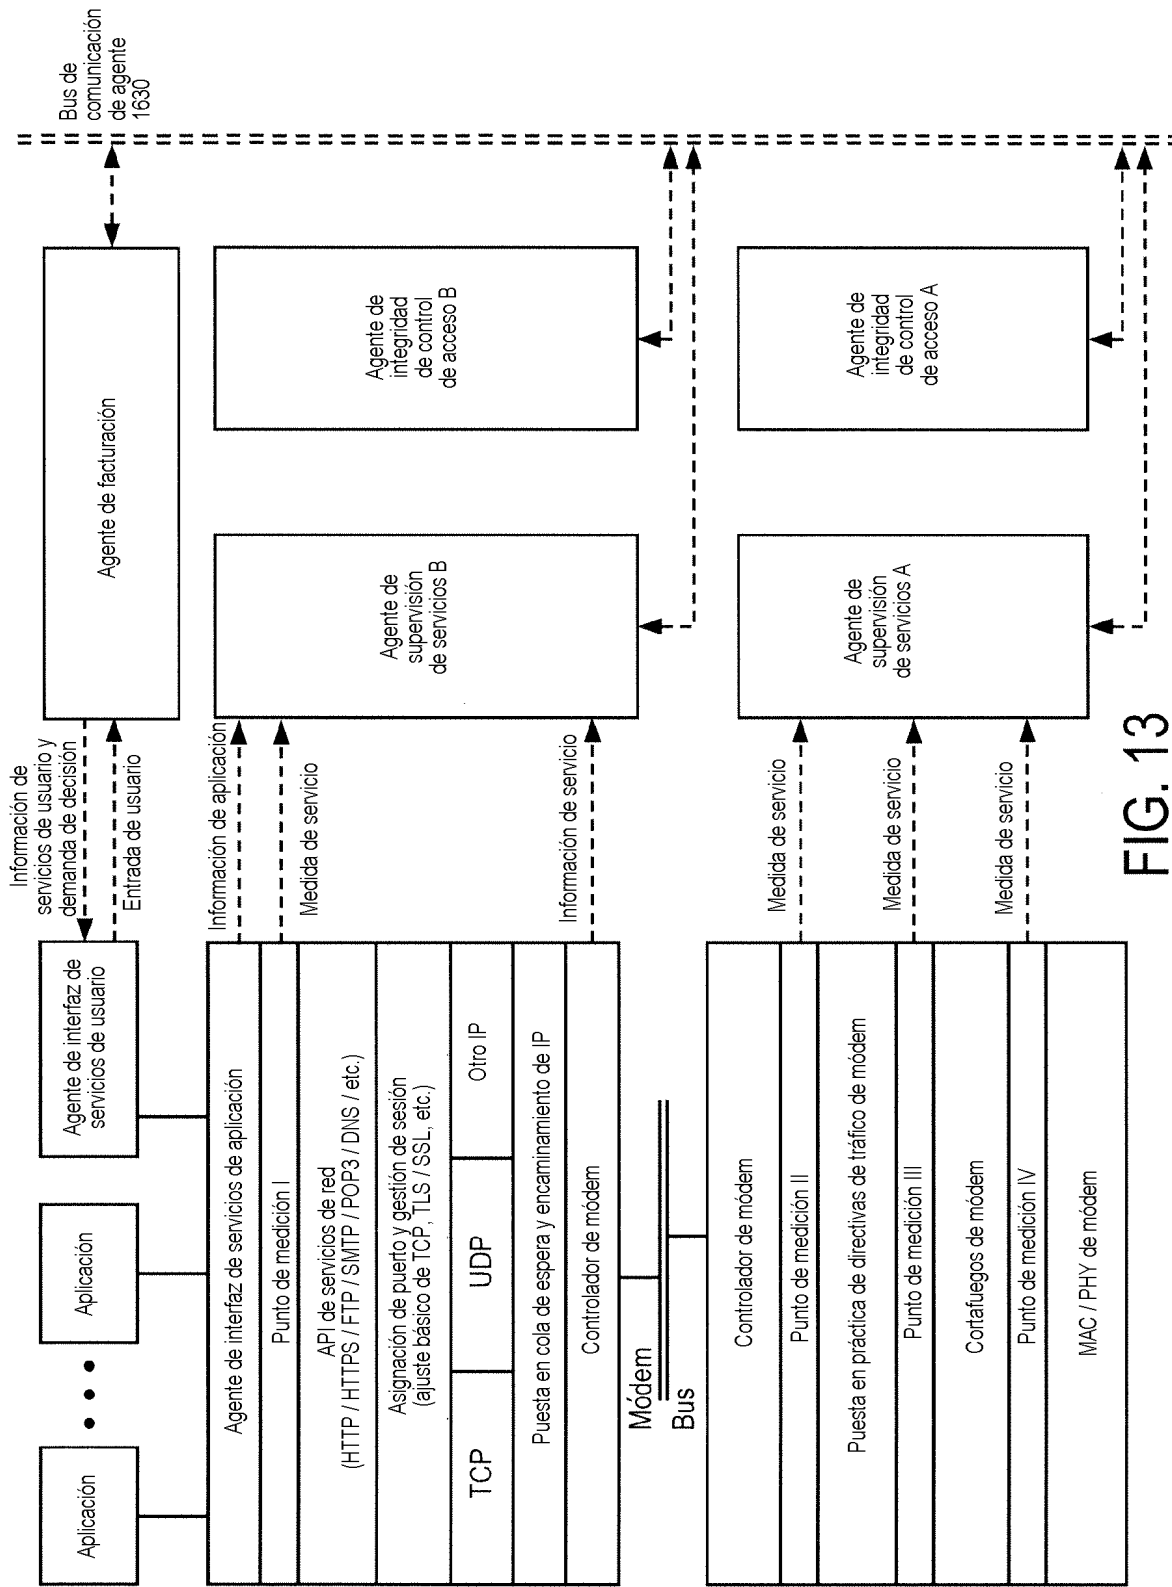 Bus de
comunicación
de agente
1630
Información de
servicios de usuario y
demanda de decisión
Entrada de usuario
Agente de facturación
Agente de interfaz de
servicios de usuario
Aplicación
Aplicación
Agente de interfaz de servicios de aplicación
Información de aplicación
Punto de medición I
Medida de servicio
API de servicios de red
(HTTP / HTTPS / FTP / SMTP / POP3 / DNS / etc.)
Asignación de puerto y gestión de sesión
(ajuste básico de TCP, TLS / SSL, etc.)
TCP
UDP
Otro IP
Puesta en cola de espera y encaminamiento de IP
Controlador de módem
Información de servicio
Agente de
supervisión
de servicios B
Agente de
integridad
de control
de acceso B
Módem
Bus
Controlador de módem
Punto de medición II
Medida de servicio
Puesta en práctica de directivas de tráfico de módem
Punto de medición III
Medida de servicio
Cortafuegos de módem
Punto de medición IV
Medida de servicio
MAC / PHY de módem
Agente de
supervisión
de servicios A
Agente de
integridad
de control
de acceso A
FIG. 13